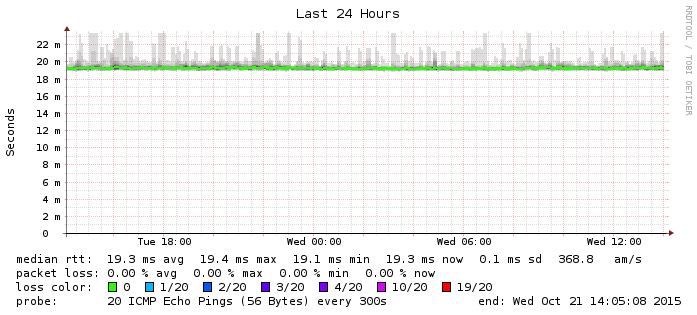 Last 24 Hours
RRDTOOL / TOBI OETIKER
Seconds
22 m
20 m
18 m
16 m
14 m
12 m
10 m
8 m
6 m
4 m
2 m
0
Tue 18:00 Wed 00:00 Wed 06:00 Wed 12:00
median rtt: 19.3 ms avg 19.4 ms max 19.1 ms min 19.3 ms now 0.1 ms sd 368.8 am/s
packet loss: 0.00 % avg 0.00 % max 0.00 % min 0.00 % now
loss color: 0 1/20 2/20 3/20 4/20 10/20 19/20
probe: 20 ICMP Echo Pings (56 Bytes) every 300s end: Wed Oct 21 14:05:08 2015